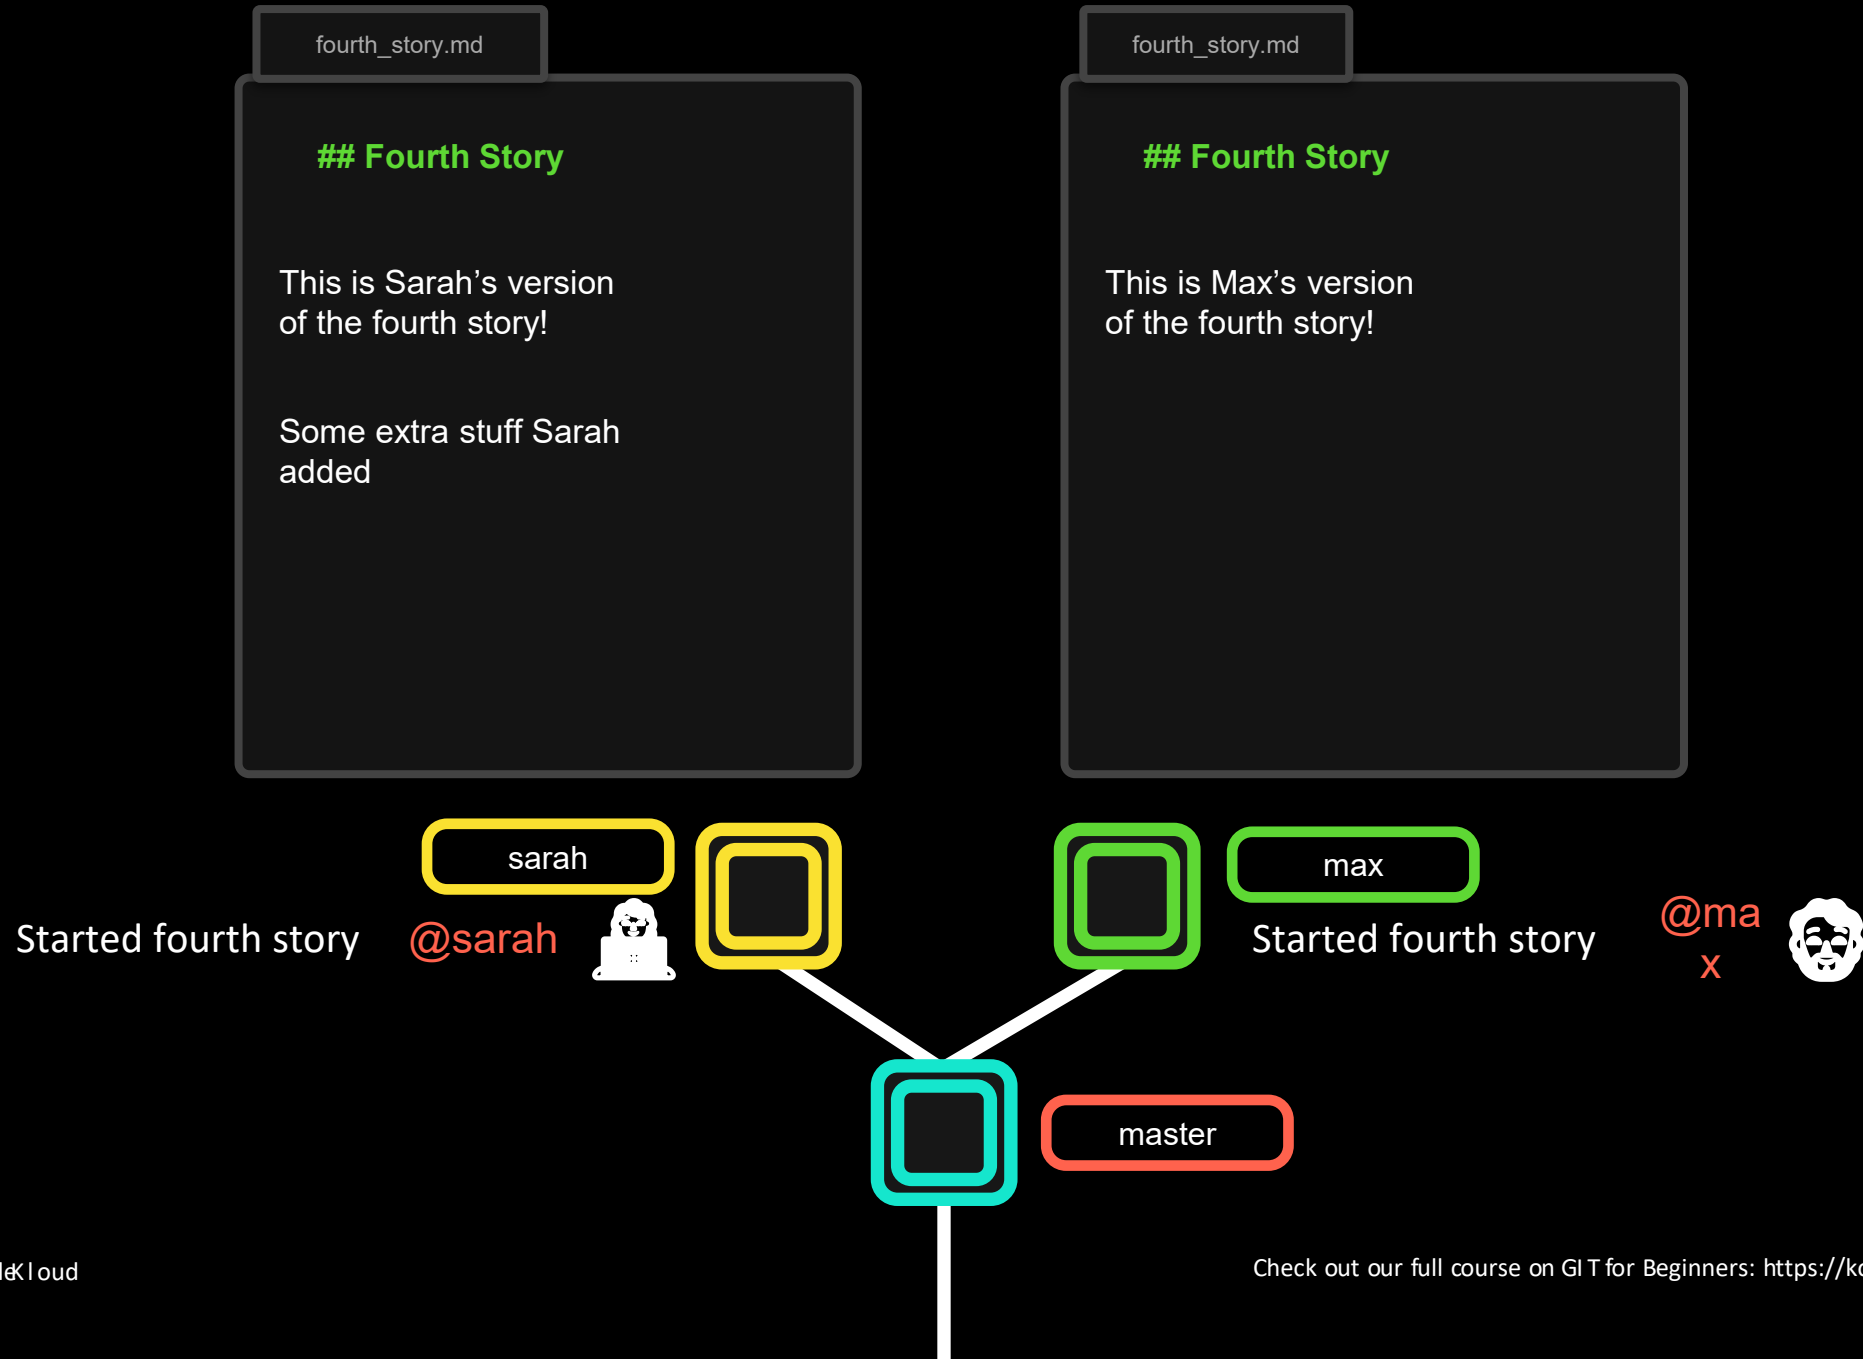 fourth_story.md
## Fourth Story
This is Sarah’s version
of the fourth story!
Some extra stuff Sarah
added
fourth_story.md
## Fourth Story
This is Max’s version
of the fourth story!
sarah
Started fourth story
@sarah
max
Started fourth story
@ma
x
master
Kloud
Check out our full course on GIT for Beginners: https://